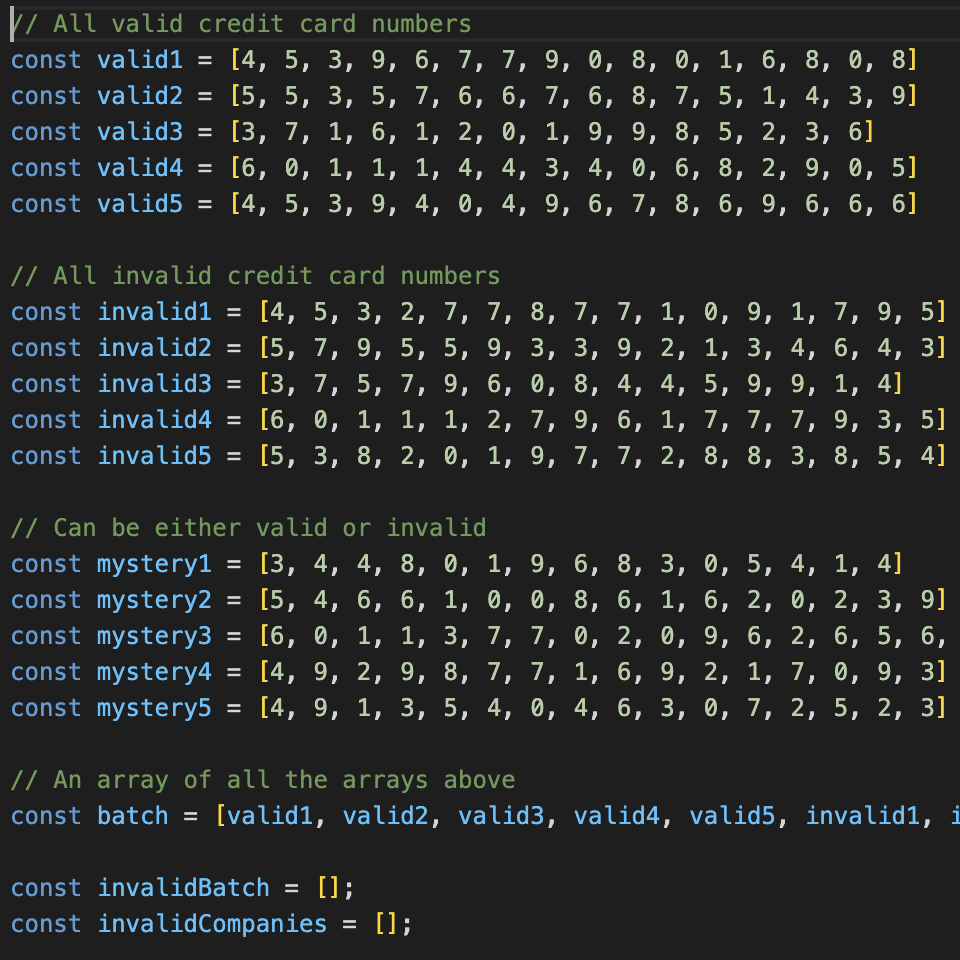 // All valid credit card numbers
const valid1 = [4, 5, 3, 9, 6, 7, 7, 9, 0, 8, 0, 1, 6, 8, 0, 8]
const valid2 = [5, 5, 3, 5, 7, 6, 6, 7, 6, 8, 7, 5, 1, 4, 3, 9]
const valid3 = [3, 7, 1, 6, 1, 2, 0, 1, 9, 9, 8, 5, 2, 3, 6]
const valid4 = [6, 0, 1, 1, 1, 4, 4, 3, 4, 0, 6, 8, 2, 9, 0, 5]
const valid5 = [4, 5, 3, 9, 4, 0, 4, 9, 6, 7, 8, 6, 9, 6, 6, 6]
// All invalid credit card numbers
const invalid1 = [4, 5, 3, 2, 7, 7, 8, 7, 7, 1, 0, 9, 1, 7, 9, 5]
const invalid2 = [5, 7, 9, 5, 5, 9, 3, 3, 9, 2, 1, 3, 4, 6, 4, 3]
const invalid3 = [3, 7, 5, 7, 9, 6, 0, 8, 4, 4, 5, 9, 9, 1, 4]
const invalid4 = [6, 0, 1, 1, 1, 2, 7, 9, 6, 1, 7, 7, 7, 9, 3, 5]
const invalid5 = [5, 3, 8, 2, 0, 1, 9, 7, 7, 2, 8, 8, 3, 8, 5, 4]
// Can be either valid or invalid
const mystery1 = [3, 4, 4, 8, 0, 1, 9, 6, 8, 3, 0, 5, 4, 1, 4]
const mystery2 = [5, 4, 6, 6, 1, 0, 0, 8, 6, 1, 6, 2, 0, 2, 3, 9]
const mystery3 = [6, 0, 1, 1, 3, 7, 7, 0, 2, 0, 9, 6, 2, 6, 5, 6,
const mystery4 = [4, 9, 2, 9, 8, 7, 7, 1, 6, 9, 2, 1, 7, 0, 9, 3]
const mystery5 = [4, 9, 1, 3, 5, 4, 0, 4, 6, 3, 0, 7, 2, 5, 2, 3]
// An array of all the arrays above
const batch = [valid1, valid2, valid3, valid4, valid5, invalid1,
const invalidBatch = [];
const invalidCompanies = [];